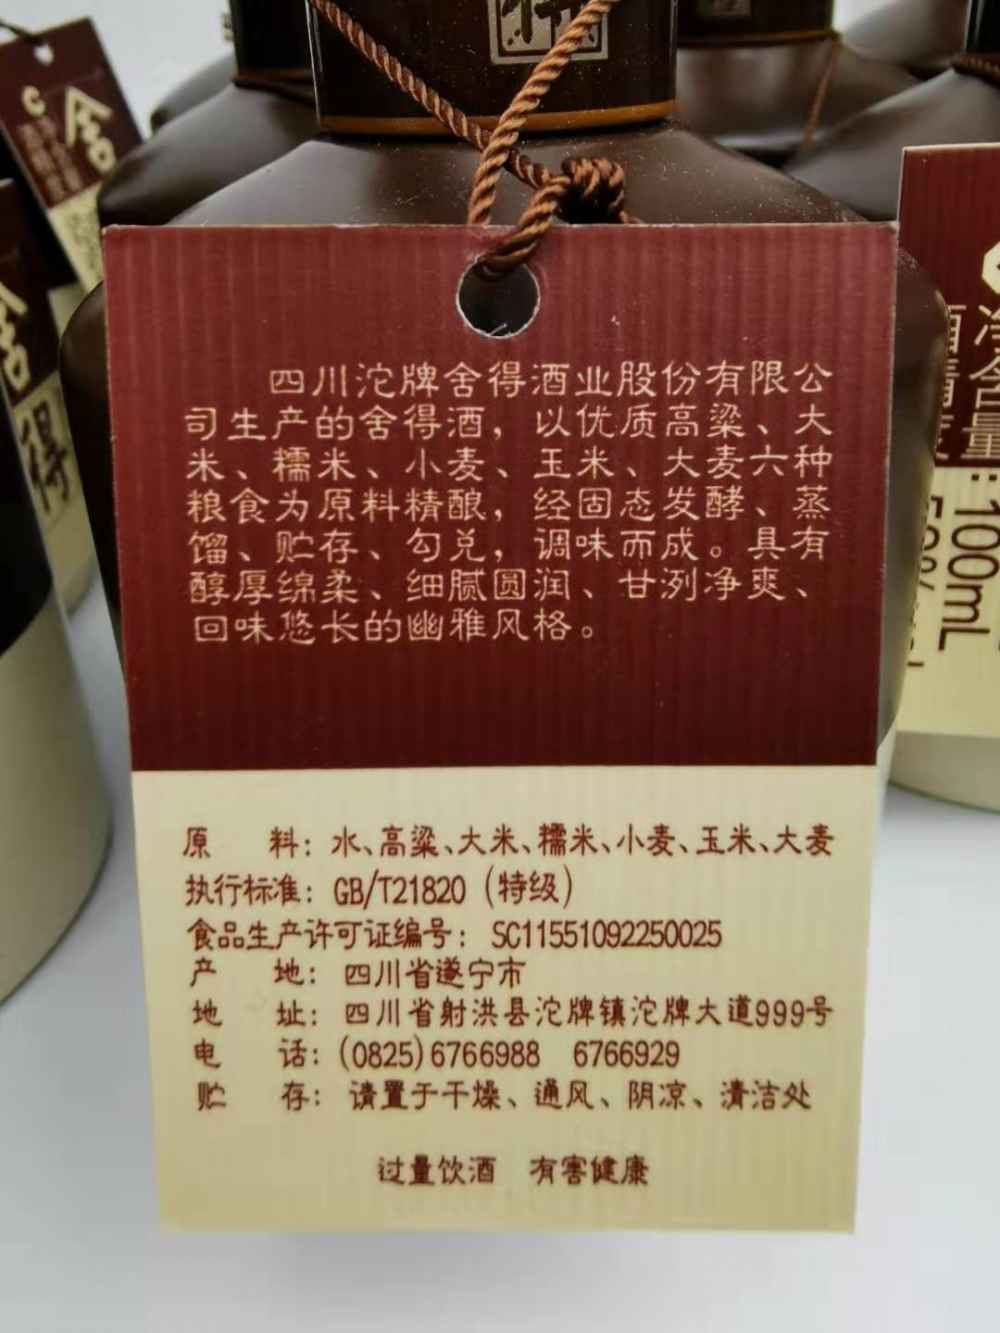 四川沱牌舍得酒业股份有限公
司生产的舍得酒，以优质高粱、大
米、糯米、小麦、玉米、大麦六种
粮食为原料精酿，经固态发酵、蒸
馏、贮存、勾兑，调味而成。具有
醇厚绵柔、细腻圆润、甘洌净爽、
回味悠长的幽雅风格。
原　料：水、高粱、大米、糯米、小麦、玉米、大麦
执行标准：GB/T21820（特级）
食品生产许可证编号：SC11551092250025
产　地：四川省遂宁市
地　址：四川省射洪县沱牌镇沱牌大道999号
电　话：(0825)6766988　6766929
贮　存：请置于干燥、通风、阴凉、清洁处
过量饮酒　有害健康
净含量:100mL
舍
得
舍